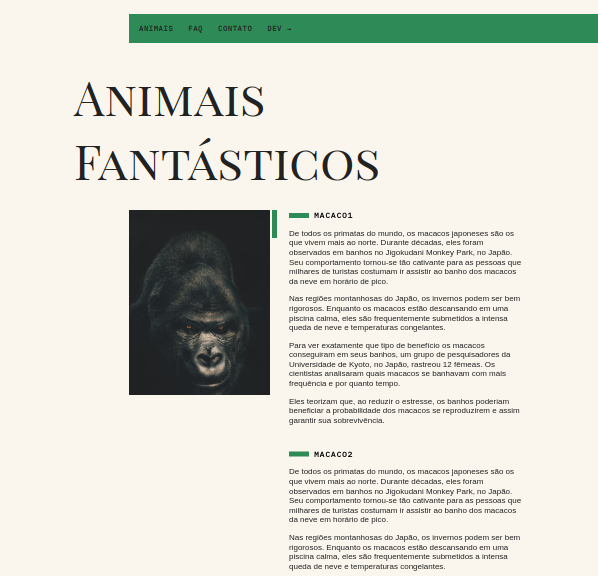 ANIMAIS FAQ CONTATO DEV →
Animais
Fantásticos
MACACO1
De todos os primatas do mundo, os macacos japoneses são os
que vivem mais ao norte. Durante décadas, eles foram
observados em banhos no Jigokudani Monkey Park, no Japão.
Seu comportamento tornou-se tão cativante para as pessoas que
milhares de turistas costumam ir assistir ao banho dos macacos
da neve em horário de pico.
Nas regiões montanhosas do Japão, os invernos podem ser bem
rigorosos. Enquanto os macacos estão descansando em uma
piscina calma, eles são frequentemente submetidos a intensa
queda de neve e temperaturas congelantes.
Para ver exatamente que tipo de benefício os macacos
conseguiram em seus banhos, um grupo de pesquisadores da
Universidade de Kyoto, no Japão, rastreou 12 fêmeas. Os
cientistas analisaram quais macacos se banhavam com mais
frequência e por quanto tempo.
Eles teorizam que, ao reduzir o estresse, os banhos poderiam
beneficiar a probabilidade dos macacos se reproduzirem e assim
garantir sua sobrevivência.
MACACO2
De todos os primatas do mundo, os macacos japoneses são os
que vivem mais ao norte. Durante décadas, eles foram
observados em banhos no Jigokudani Monkey Park, no Japão.
Seu comportamento tornou-se tão cativante para as pessoas que
milhares de turistas costumam ir assistir ao banho dos macacos
da neve em horário de pico.
Nas regiões montanhosas do Japão, os invernos podem ser bem
rigorosos. Enquanto os macacos estão descansando em uma
piscina calma, eles são frequentemente submetidos a intensa
queda de neve e temperaturas congelantes.